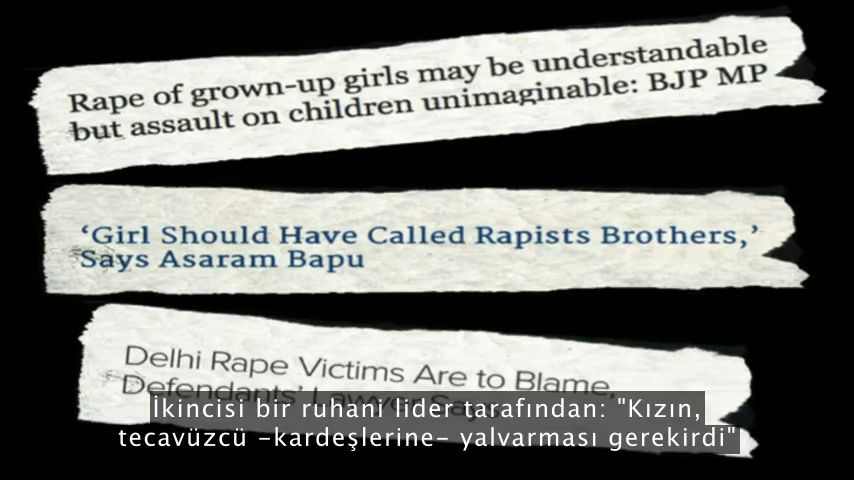 Rape of grown-up girls may be understandable
but assault on children unimaginable: BJP MP
‘Girl Should Have Called Rapists Brothers,’
Says Asaram Bapu
Delhi Rape Victims Are to Blame,
Defendants’ Lawyer Says
İkincisi bir ruhani lider tarafından: "Kızın,
tecavüzcü -kardeşlerine- yalvarması gerekirdi"